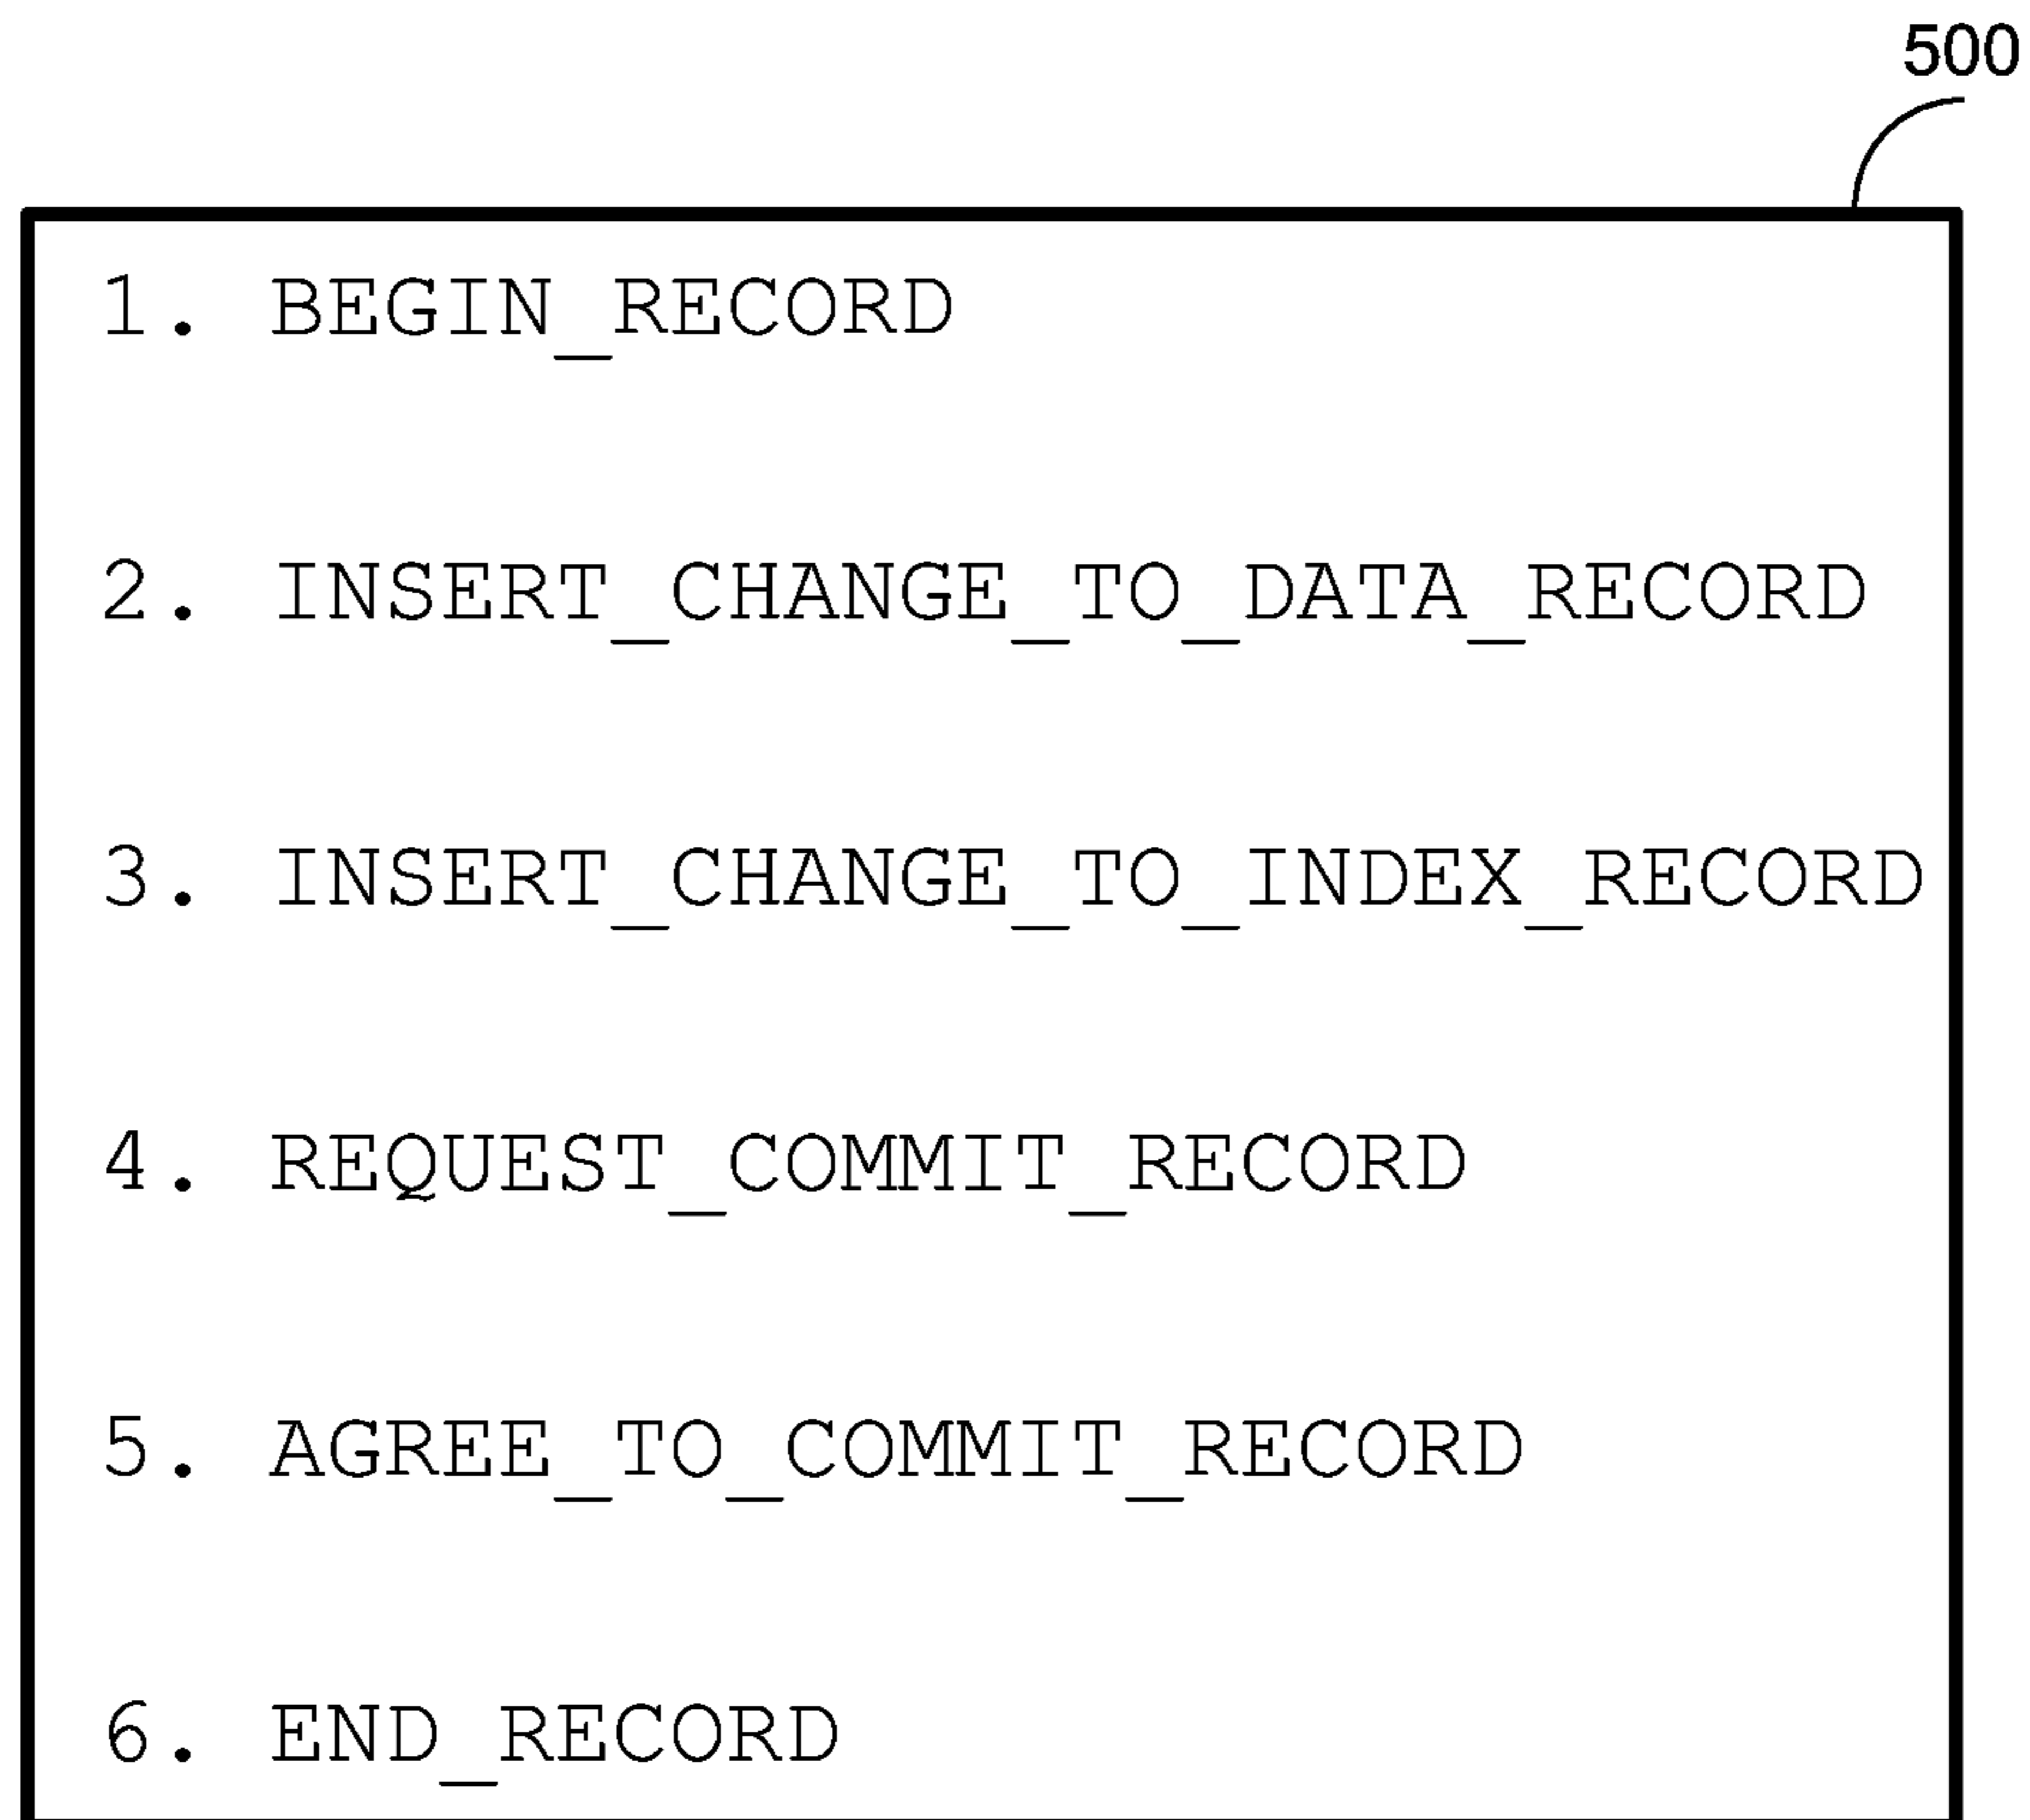 500
1. BEGIN_RECORD
2. INSERT_CHANGE_TO_DATA_RECORD
3. INSERT_CHANGE_TO_INDEX_RECORD
4. REQUEST_COMMIT_RECORD
5. AGREE_TO_COMMIT_RECORD
6. END_RECORD